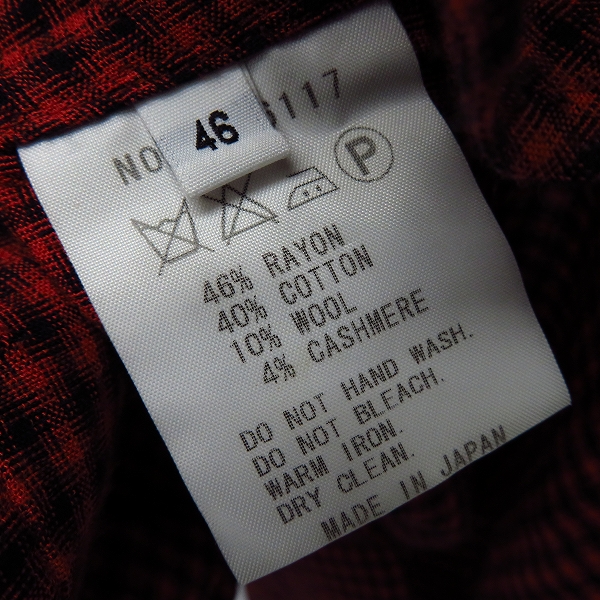 46
NO
6117
P
46% RAYON
40% COTTON
10% WOOL
4% CASHMERE
DO NOT HAND WASH.
DO NOT BLEACH.
WARM IRON.
DRY CLEAN.
MADE IN JAPAN